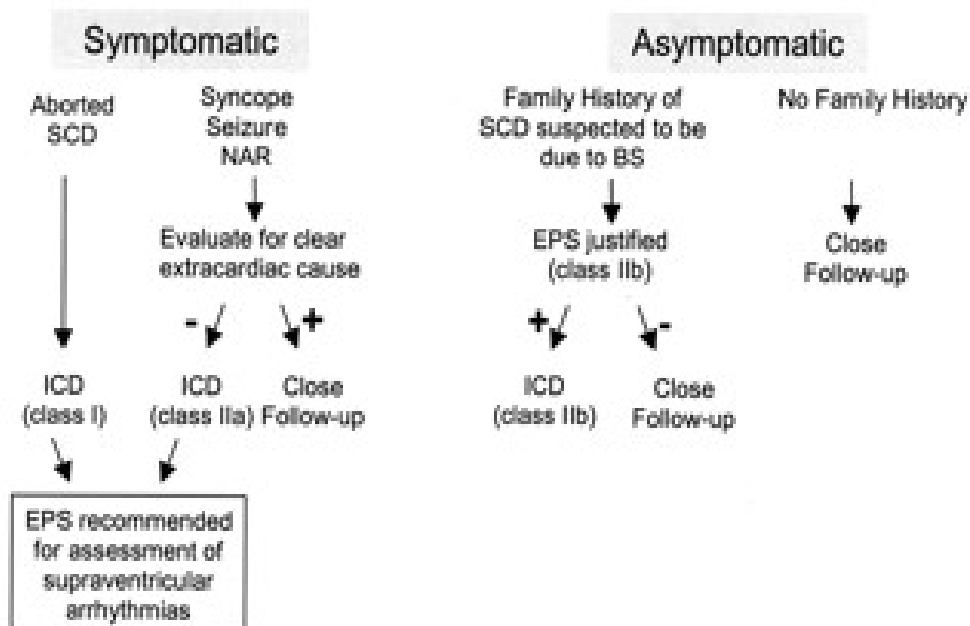 Symptomatic
Aborted
SCD
Syncope
Seizure
NAR
Evaluate for clear
extracardiac cause
-
+
ICD
(class I)
ICD
(class IIa)
Close
Follow-up
EPS recommended
for assessment of
supraventricular
arrhythmias
Asymptomatic
Family History of
SCD suspected to be
due to BS
EPS justified
(class IIb)
+
-
ICD
(class IIb)
Close
Follow-up
No Family History
Close
Follow-up